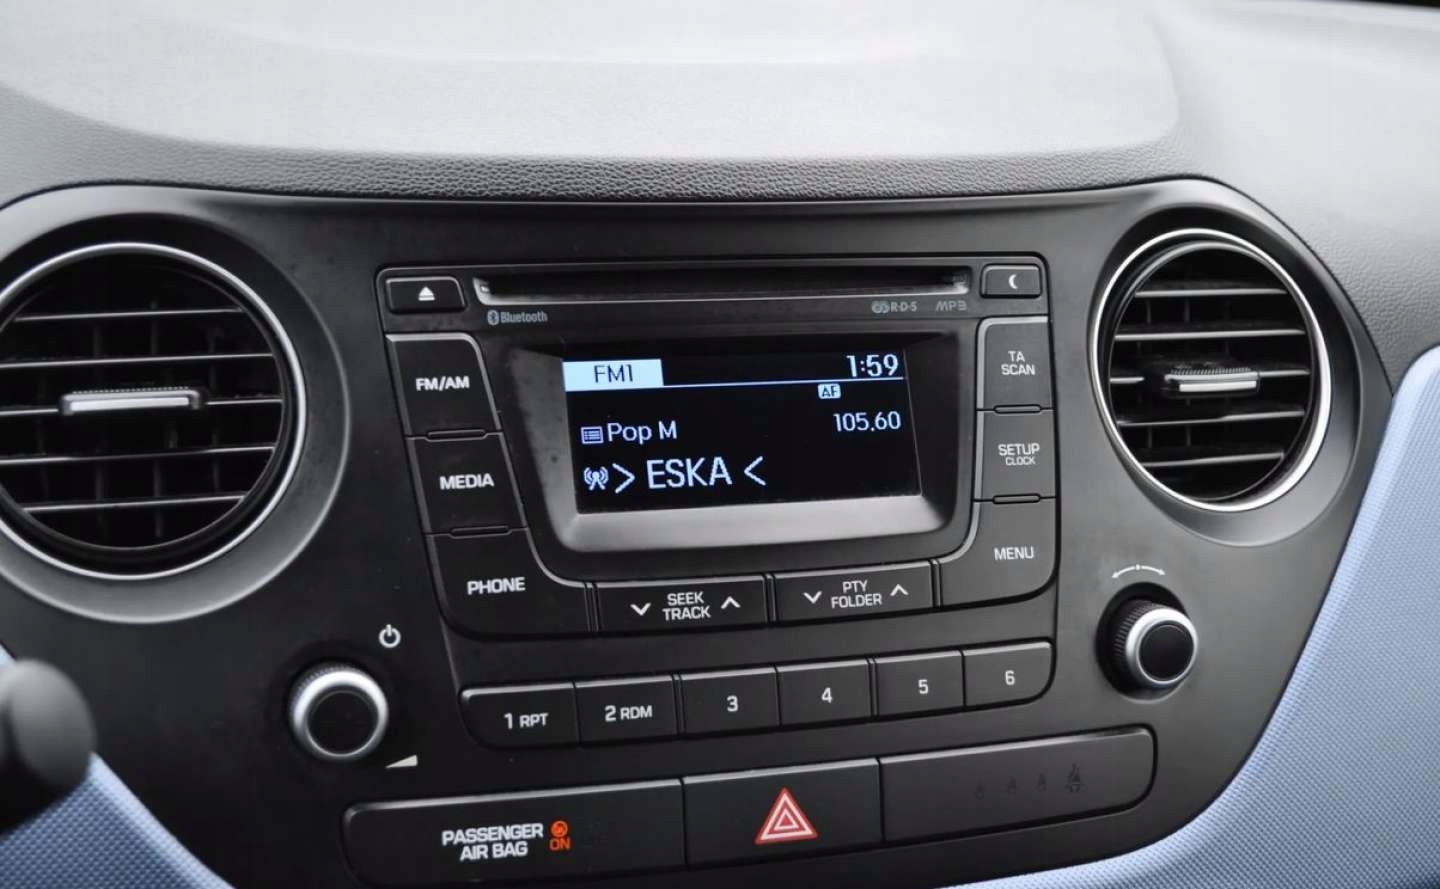 Bluetooth
R·D·S
MP3
FM/AM
MEDIA
PHONE
FM1
1:59
AF
Pop M
105.60
> ESKA <
TA
SCAN
SETUP
CLOCK
MENU
SEEK
TRACK
PTY
FOLDER
1 RPT
2 RDM
3
4
5
6
PASSENGER
AIR BAG
ON